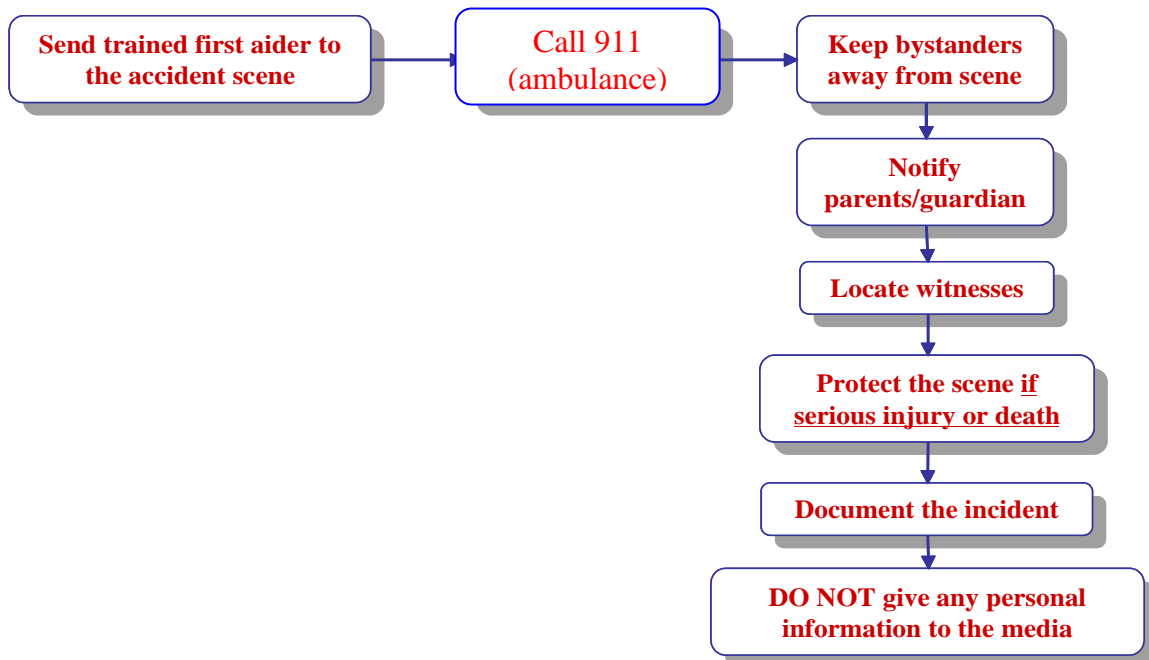 Send trained first aider to
the accident scene
Call 911
(ambulance)
Keep bystanders
away from scene
Notify
parents/guardian
Locate witnesses
Protect the scene if
serious injury or death
Document the incident
DO NOT give any personal
information to the media